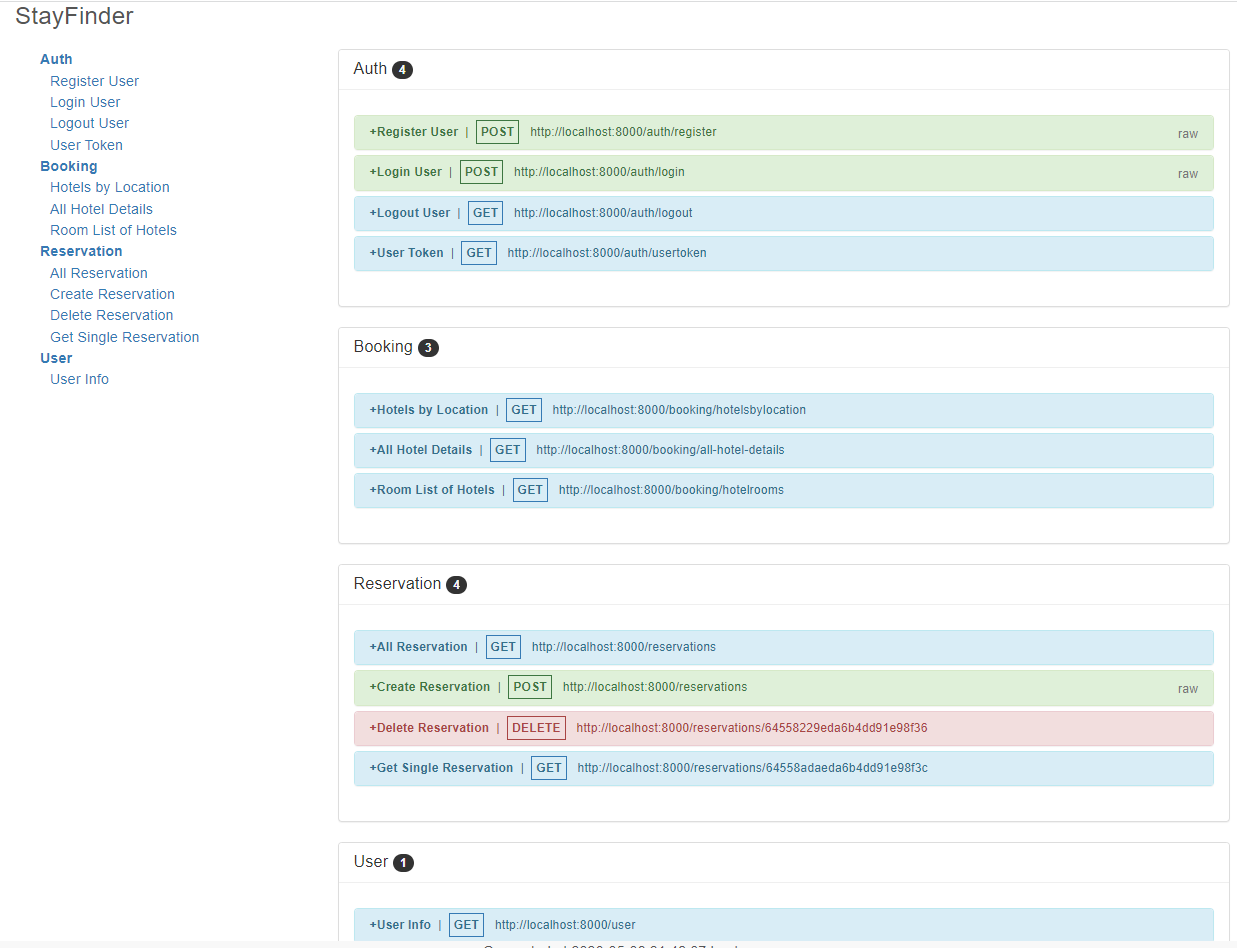 StayFinder
Auth
Register User
Login User
Logout User
User Token
Booking
Hotels by Location
All Hotel Details
Room List of Hotels
Reservation
All Reservation
Create Reservation
Delete Reservation
Get Single Reservation
User
User Info
Auth 4
+Register User | POST http://localhost:8000/auth/register raw
+Login User | POST http://localhost:8000/auth/login raw
+Logout User | GET http://localhost:8000/auth/logout
+User Token | GET http://localhost:8000/auth/usertoken
Booking 3
+Hotels by Location | GET http://localhost:8000/booking/hotelsbylocation
+All Hotel Details | GET http://localhost:8000/booking/all-hotel-details
+Room List of Hotels | GET http://localhost:8000/booking/hotelrooms
Reservation 4
+All Reservation | GET http://localhost:8000/reservations
+Create Reservation | POST http://localhost:8000/reservations raw
+Delete Reservation | DELETE http://localhost:8000/reservations/64558229eda6b4dd91e98f36
+Get Single Reservation | GET http://localhost:8000/reservations/64558adaeda6b4dd91e98f3c
User 1
+User Info | GET http://localhost:8000/user